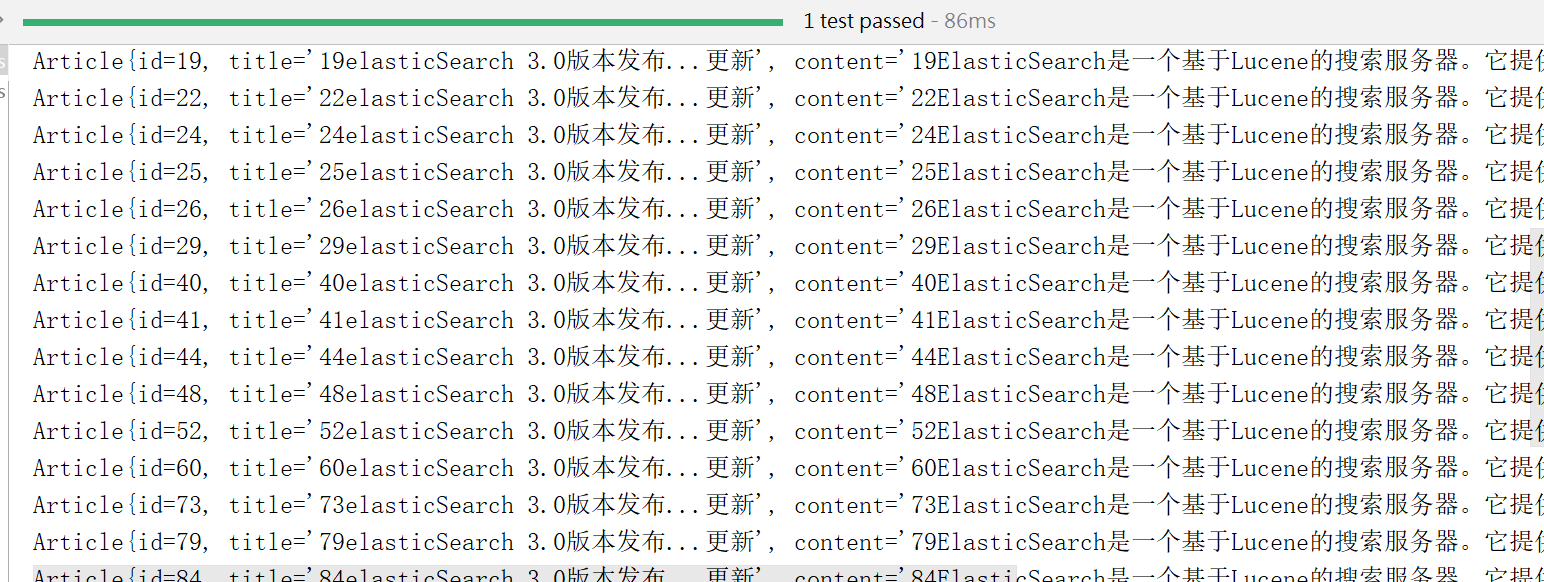 1 test passed - 86ms
Article{id=19, title='19elasticSearch 3.0版本发布...更新', content='19ElasticSearch是一个基于Lucene的搜索服务器。它提供
Article{id=22, title='22elasticSearch 3.0版本发布...更新', content='22ElasticSearch是一个基于Lucene的搜索服务器。它提供
Article{id=24, title='24elasticSearch 3.0版本发布...更新', content='24ElasticSearch是一个基于Lucene的搜索服务器。它提供
Article{id=25, title='25elasticSearch 3.0版本发布...更新', content='25ElasticSearch是一个基于Lucene的搜索服务器。它提供
Article{id=26, title='26elasticSearch 3.0版本发布...更新', content='26ElasticSearch是一个基于Lucene的搜索服务器。它提供
Article{id=29, title='29elasticSearch 3.0版本发布...更新', content='29ElasticSearch是一个基于Lucene的搜索服务器。它提供
Article{id=40, title='40elasticSearch 3.0版本发布...更新', content='40ElasticSearch是一个基于Lucene的搜索服务器。它提供
Article{id=41, title='41elasticSearch 3.0版本发布...更新', content='41ElasticSearch是一个基于Lucene的搜索服务器。它提供
Article{id=44, title='44elasticSearch 3.0版本发布...更新', content='44ElasticSearch是一个基于Lucene的搜索服务器。它提供
Article{id=48, title='48elasticSearch 3.0版本发布...更新', content='48ElasticSearch是一个基于Lucene的搜索服务器。它提供
Article{id=52, title='52elasticSearch 3.0版本发布...更新', content='52ElasticSearch是一个基于Lucene的搜索服务器。它提供
Article{id=60, title='60elasticSearch 3.0版本发布...更新', content='60ElasticSearch是一个基于Lucene的搜索服务器。它提供
Article{id=73, title='73elasticSearch 3.0版本发布...更新', content='73ElasticSearch是一个基于Lucene的搜索服务器。它提供
Article{id=79, title='79elasticSearch 3.0版本发布...更新', content='79ElasticSearch是一个基于Lucene的搜索服务器。它提供
Article{id=84, title='84elasticSearch 3.0版本发布...更新', content='84ElasticSearch是一个基于Lucene的搜索服务器。它提供